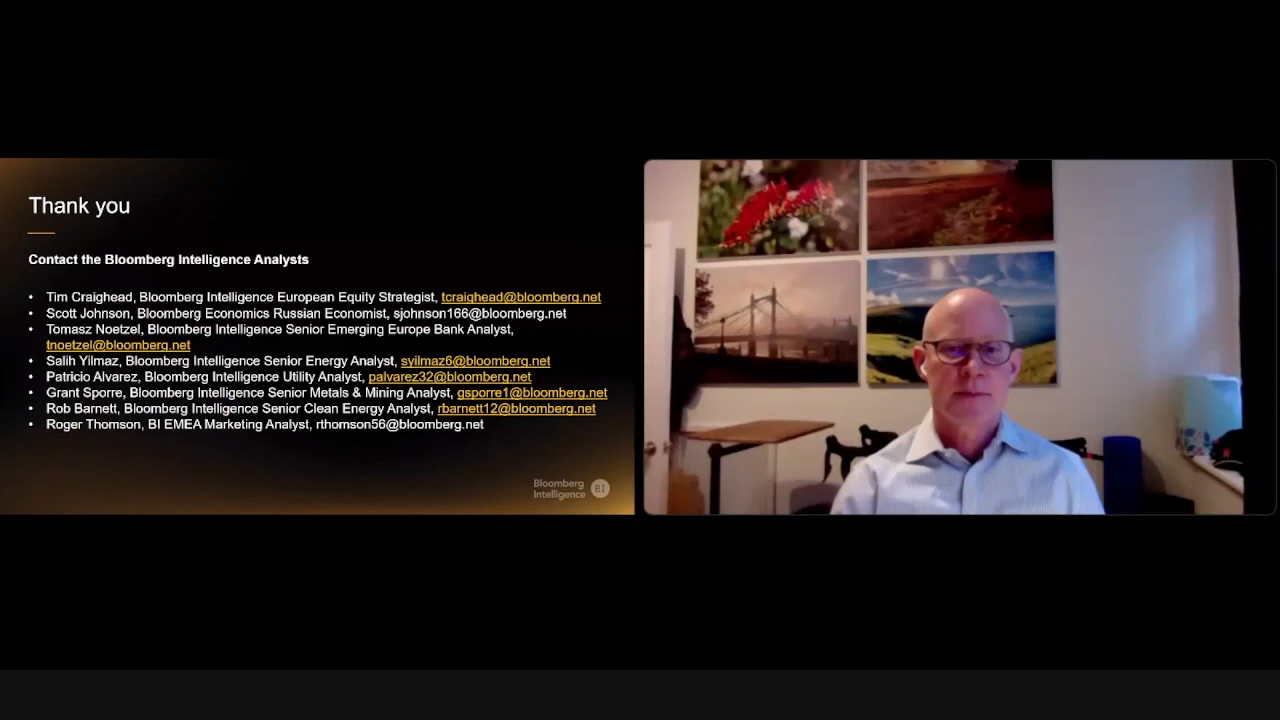 Thank you
Contact the Bloomberg Intelligence Analysts
• Tim Craighead, Bloomberg Intelligence European Equity Strategist, tcraighead@bloomberg.net
• Scott Johnson, Bloomberg Economics Russian Economist, sjohnson166@bloomberg.net
• Tomasz Noetzel, Bloomberg Intelligence Senior Emerging Europe Bank Analyst,
tnoetzel@bloomberg.net
• Salih Yilmaz, Bloomberg Intelligence Senior Energy Analyst, syilmaz6@bloomberg.net
• Patricio Alvarez, Bloomberg Intelligence Utility Analyst, palvarez32@bloomberg.net
• Grant Sporre, Bloomberg Intelligence Senior Metals & Mining Analyst, gsporre1@bloomberg.net
• Rob Barnett, Bloomberg Intelligence Senior Clean Energy Analyst, rbarnett12@bloomberg.net
• Roger Thomson, BI EMEA Marketing Analyst, rthomson56@bloomberg.net
Bloomberg
Intelligence BI